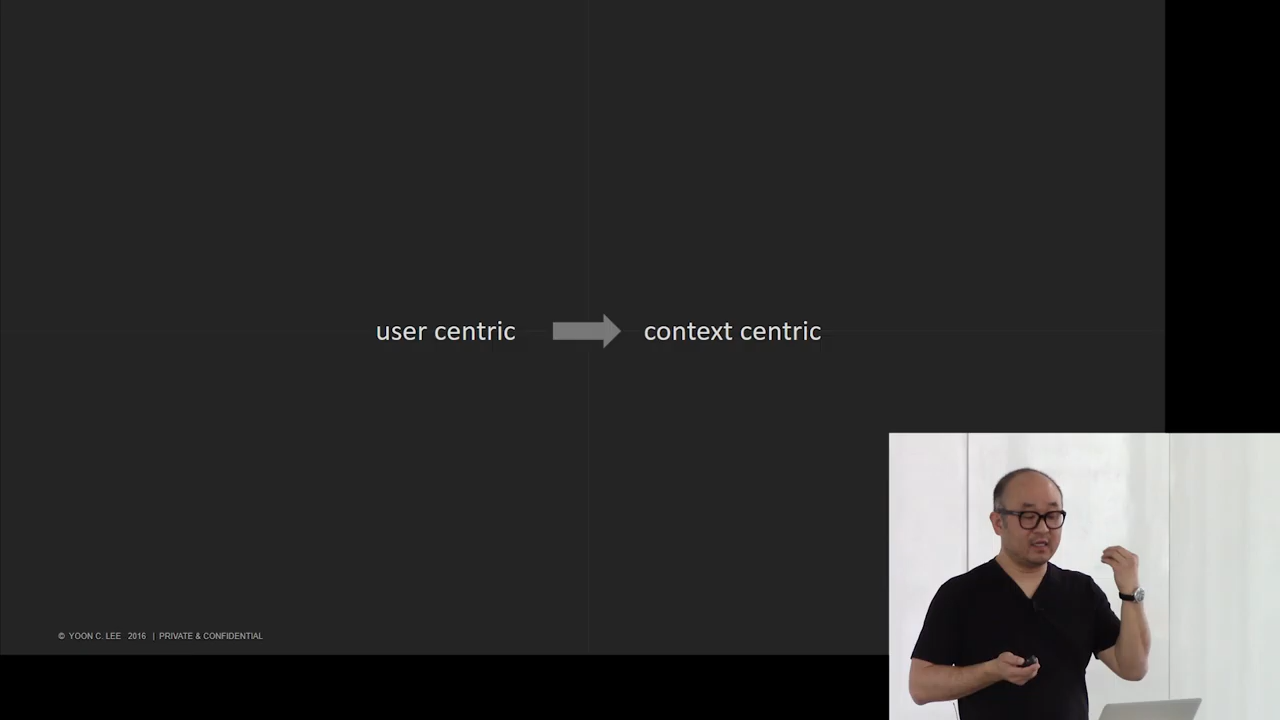 user centric context centric
© YOON C. LEE 2016 | PRIVATE & CONFIDENTIAL